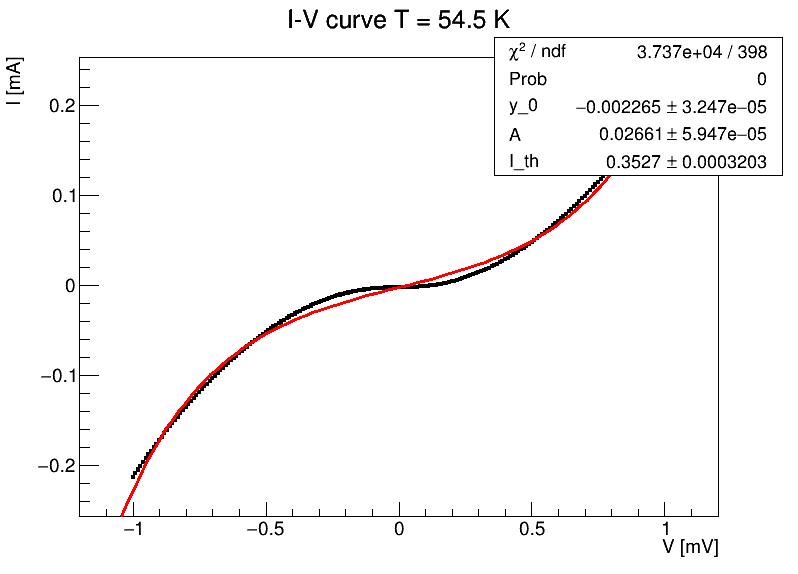 I-V curve T = 54.5 K
I [mA]
χ² / ndf 3.737e+04 / 398
Prob 0
y_0 −0.002265 ± 3.247e−05
A 0.02661 ± 5.947e−05
I_th 0.3527 ± 0.0003203
0.2
0.1
0
−0.1
−0.2
−1 −0.5 0 0.5 1
V [mV]